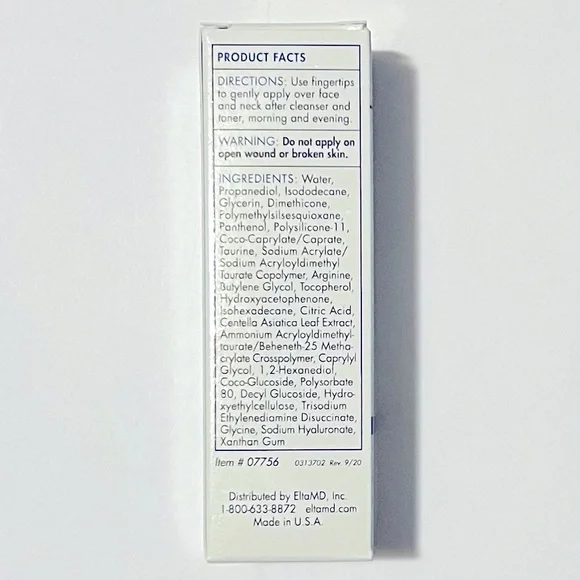 PRODUCT FACTS
DIRECTIONS: Use fingertips
to gently apply over face
and neck after cleanser and
toner, morning and evening.
WARNING: Do not apply on
open wound or broken skin.
INGREDIENTS: Water,
Propanediol, Isododecane,
Glycerin, Dimethicone,
Polymethylsilsesquioxane,
Panthenol, Polysilicone-11,
Coco-Caprylate/Caprate,
Taurine, Sodium Acrylate/
Sodium Acryloyldimethyl
Taurate Copolymer, Arginine,
Butylene Glycol, Tocopherol,
Hydroxyacetophenone,
Isohexadecane, Citric Acid,
Centella Asiatica Leaf Extract,
Ammonium Acryloyldimethyl-
taurate/Beheneth-25 Metha-
crylate Crosspolymer, Caprylyl
Glycol, 1,2-Hexanediol,
Coco-Glucoside, Polysorbate
80, Decyl Glucoside, Hydro-
xyethylcellulose, Trisodium
Ethylenediamine Disuccinate,
Glycine, Sodium Hyaluronate,
Xanthan Gum
Item # 07756 0313702 Rev. 9/20
Distributed by EltaMD, Inc.
1-800-633-8872 eltamd.com
Made in U.S.A.